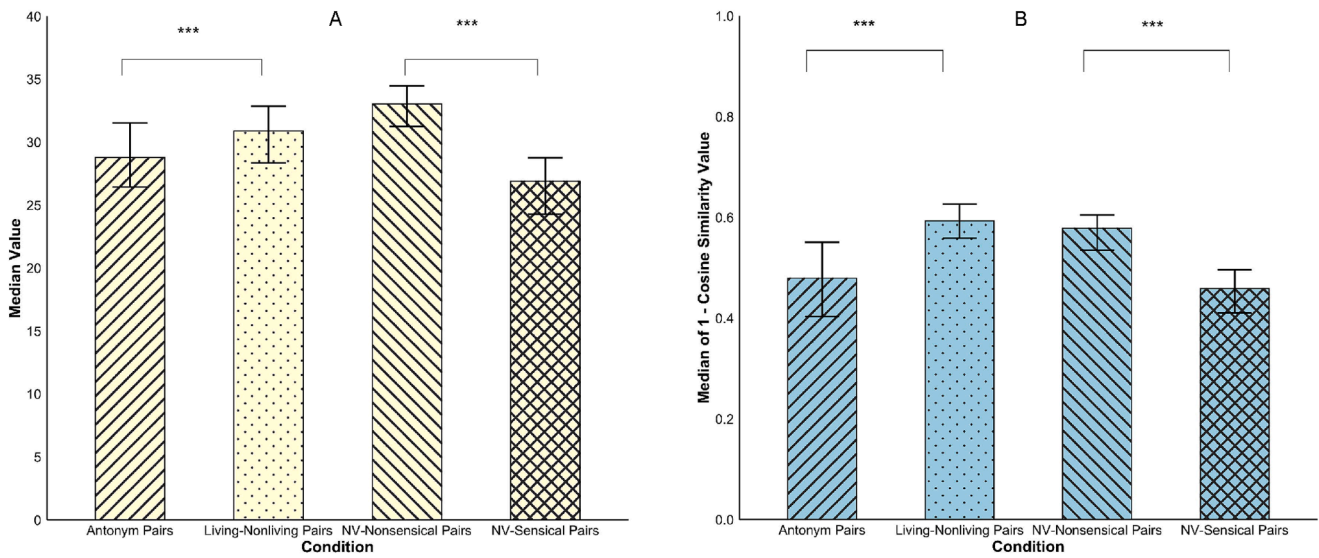 A
***
***
40
35
30
25
20
15
10
5
0
Median Value
Antonym Pairs
Living-Nonliving Pairs
NV-Nonsensical Pairs
NV-Sensical Pairs
Condition
B
***
***
1.0
0.8
0.6
0.4
0.2
0.0
Median of 1 - Cosine Similarity Value
Antonym Pairs
Living-Nonliving Pairs
NV-Nonsensical Pairs
NV-Sensical Pairs
Condition